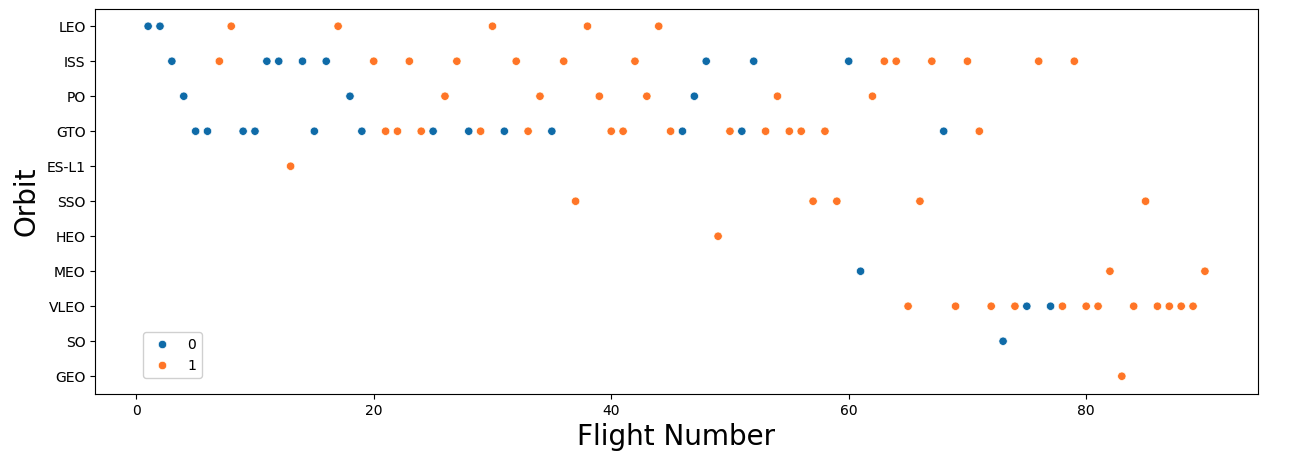 LEO
ISS
PO
GTO
ES-L1
SSO
HEO
MEO
VLEO
SO
GEO
Orbit
0
1
0
20
40
60
80
Flight Number